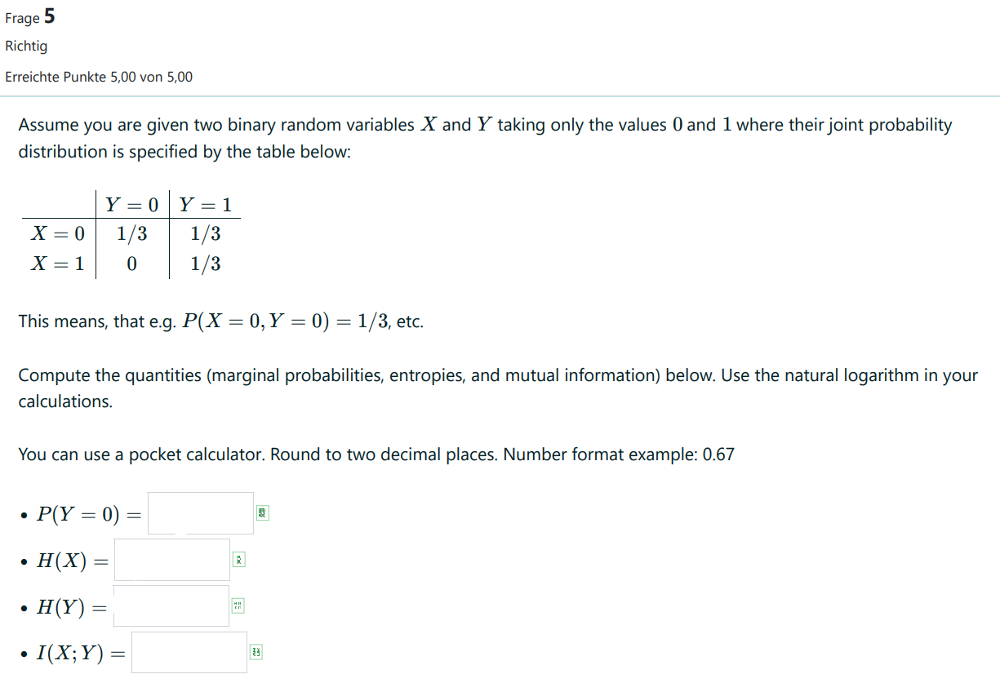 Frage 5
Richtig
Erreichte Punkte 5,00 von 5,00
Assume you are given two binary random variables X and Y taking only the values 0 and 1 where their joint probability
distribution is specified by the table below:
Y = 0 Y = 1
X = 0 1/3 1/3
X = 1 0 1/3
This means, that e.g. P(X = 0, Y = 0) = 1/3, etc.
Compute the quantities (marginal probabilities, entropies, and mutual information) below. Use the natural logarithm in your
calculations.
You can use a pocket calculator. Round to two decimal places. Number format example: 0.67
• P(Y = 0) =
• H(X) =
• H(Y) =
• I(X; Y) =